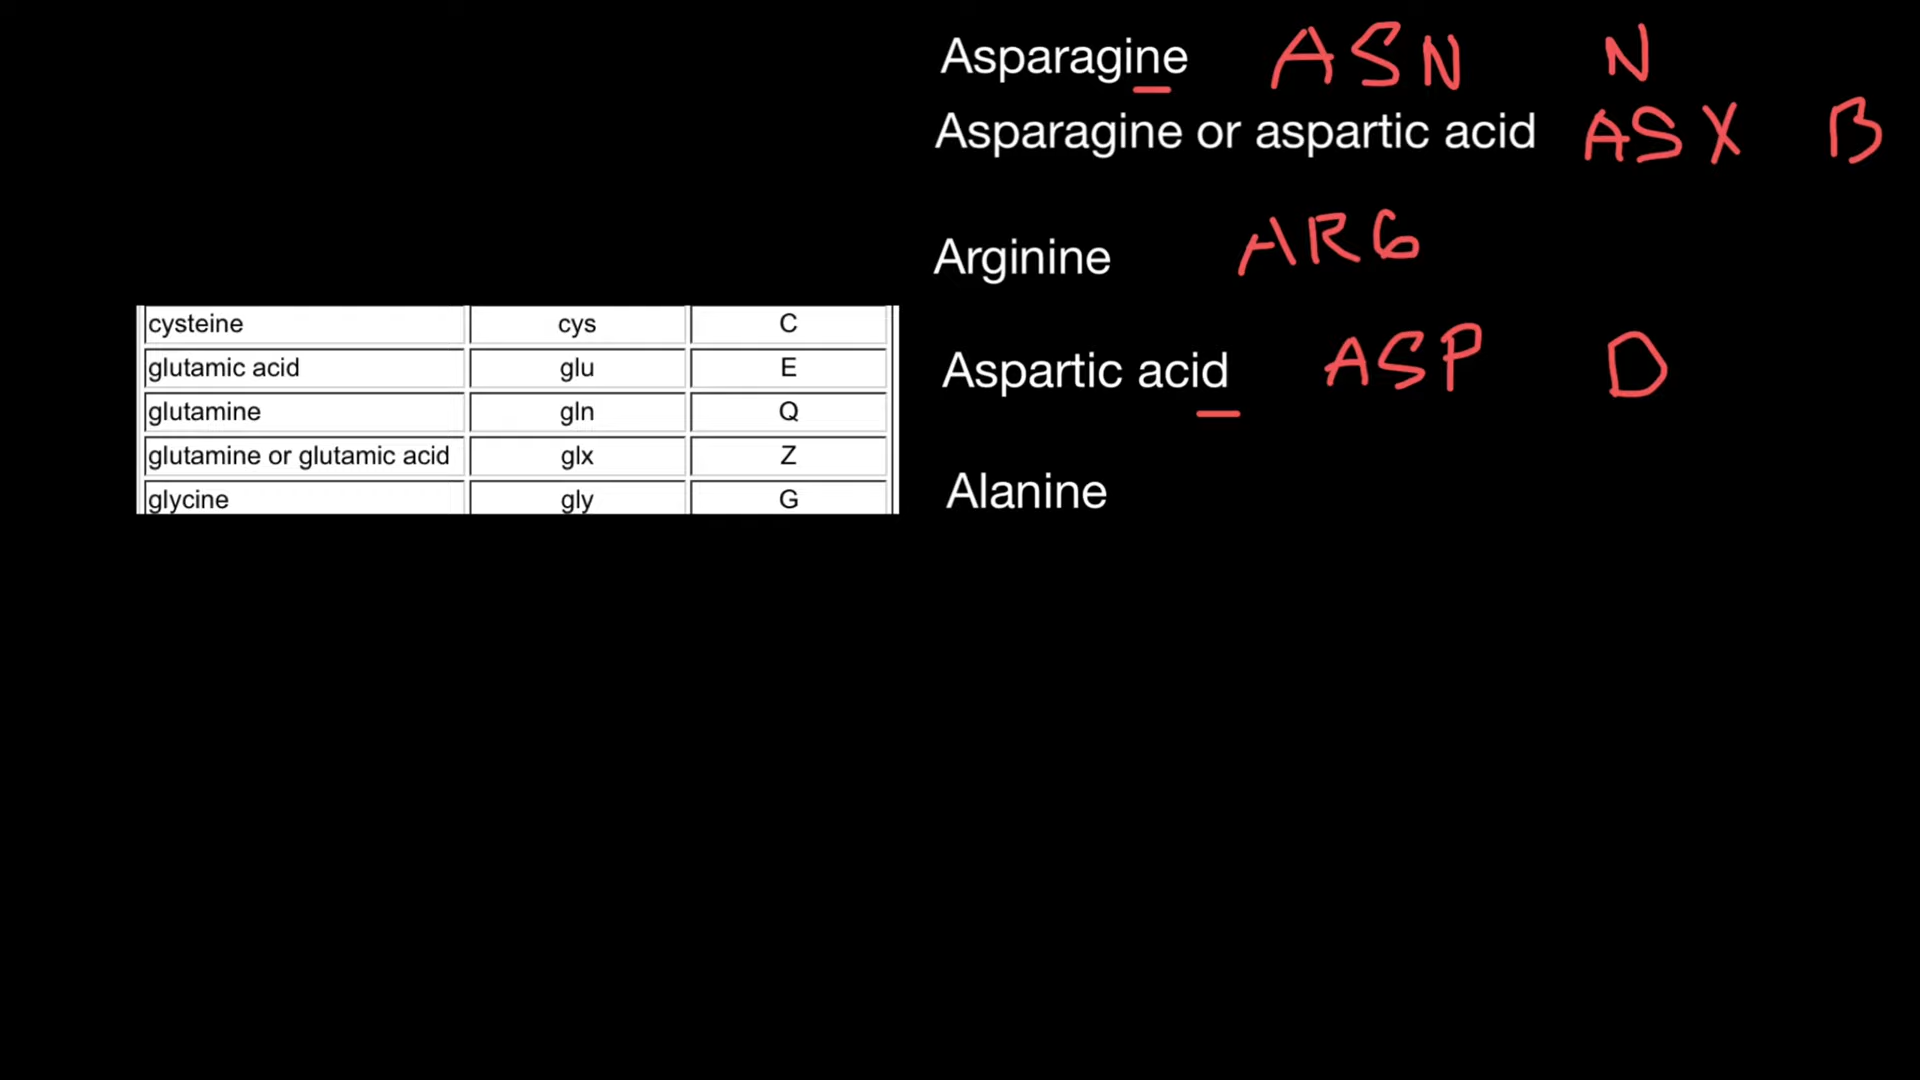 Asparagine ASN N
Asparagine or aspartic acid ASX B
Arginine ARG
cysteine cys C
glutamic acid glu E
Aspartic acid ASP D
glutamine gln Q
glutamine or glutamic acid glx Z
glycine gly G
Alanine